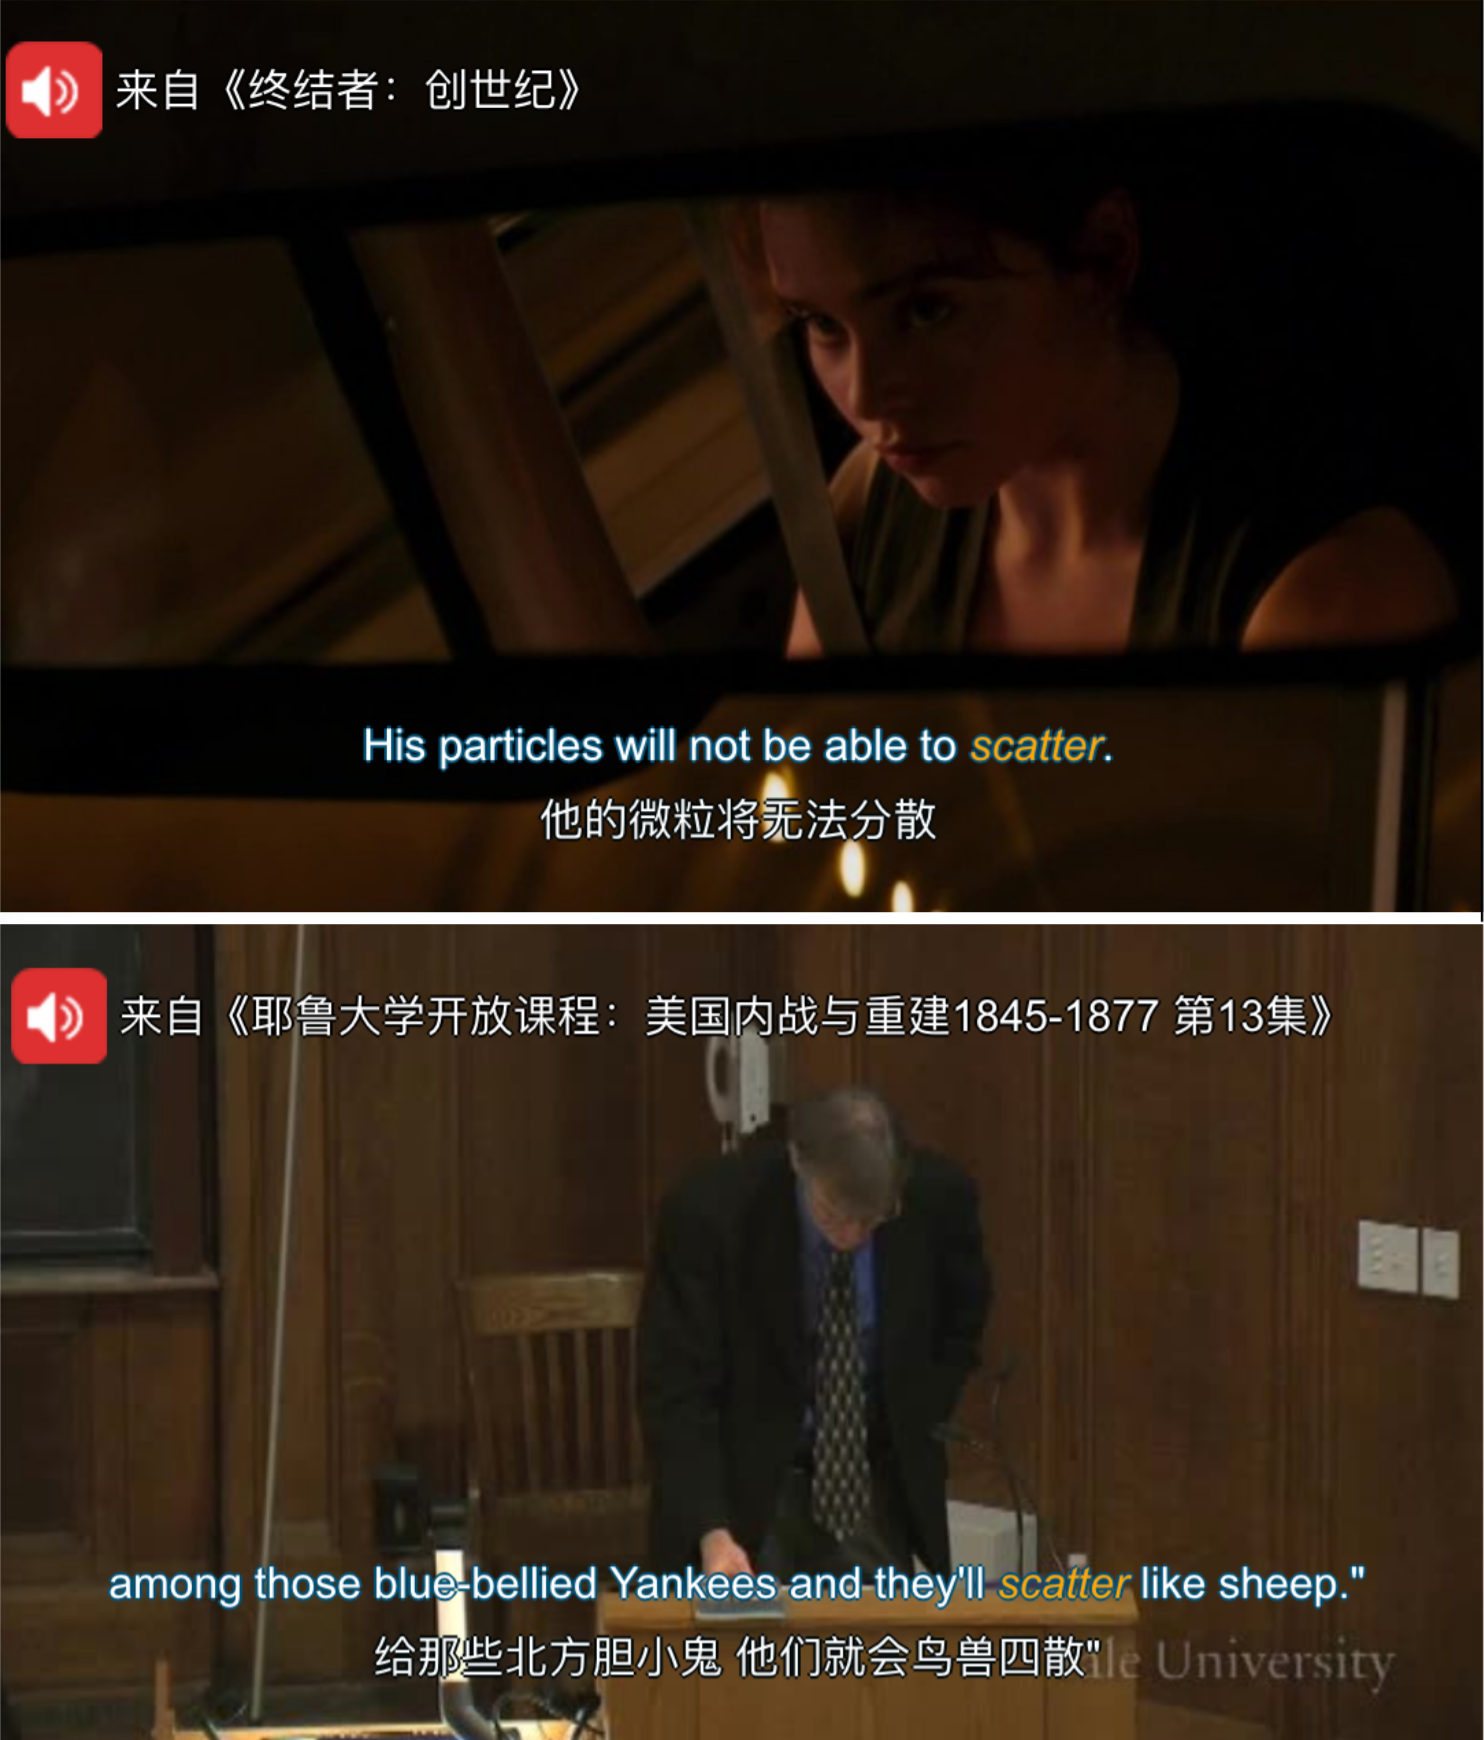 来自《终结者：创世纪》
His particles will not be able to scatter.
他的微粒将无法分散
来自《耶鲁大学开放课程：美国内战与重建1845-1877 第13集》
among those blue-bellied Yankees and they'll scatter like sheep."
给那些北方胆小鬼 他们就会鸟兽四散"
University